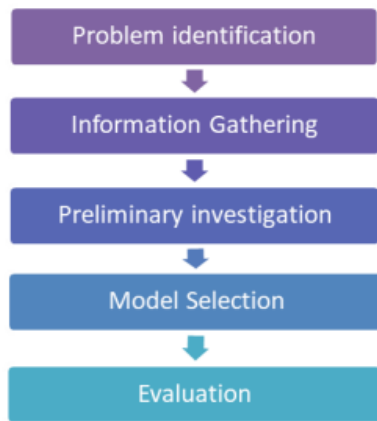 Problem identification
Information Gathering
Preliminary investigation
Model Selection
Evaluation